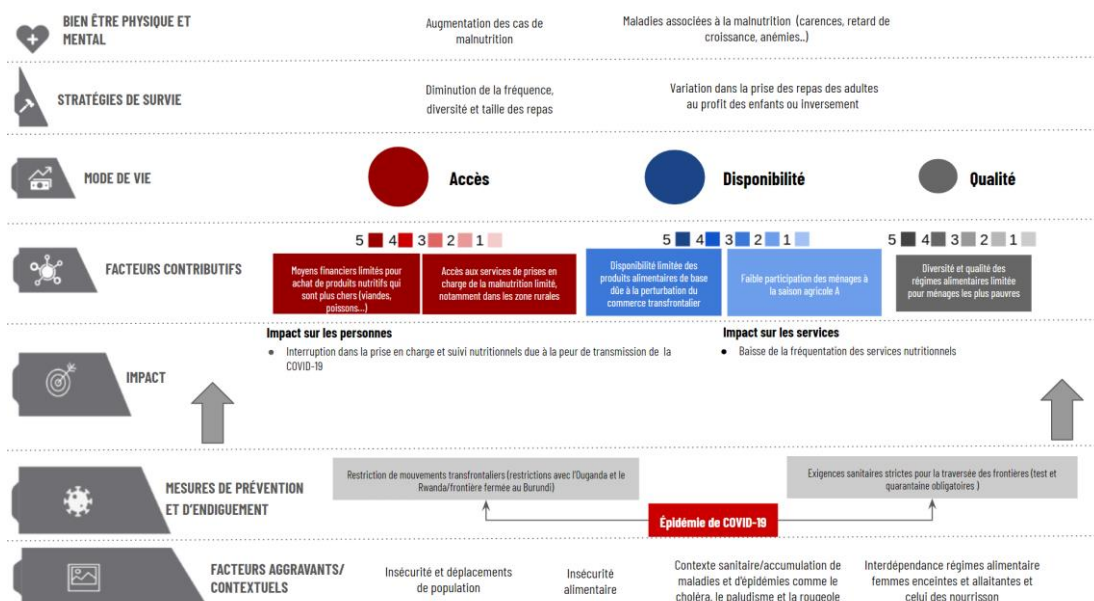 BIEN ÊTRE PHYSIQUE ET
MENTAL
Augmentation des cas de
malnutrition
Maladies associées à la malnutrition (carences, retard de
croissance, anémies..)
STRATÉGIES DE SURVIE
Diminution de la fréquence,
diversité et taille des repas
Variation dans la prise des repas des adultes
au profit des enfants ou inversement
MODE DE VIE
Accès
Disponibilité
Qualité
5 4 3 2 1
5 4 3 2 1
5 4 3 2 1
FACTEURS CONTRIBUTIFS
Moyens financiers limités pour
achat de produits nutritifs qui
sont plus chers (viandes,
poissons...)
Accès aux services de prises en
charge de la malnutrition limité,
notamment dans les zone rurales
Disponibilité limitée des
produits alimentaires de base
dûe à la perturbation du
commerce transfrontalier
Faible participation des ménages à
la saison agricole A
Diversité et qualité des
régimes alimentaires limitée
pour ménages les plus pauvres
Impact sur les personnes
● Interruption dans la prise en charge et suivi nutritionnels due à la peur de transmission de la
COVID-19
Impact sur les services
● Baisse de la fréquentation des services nutritionnels
IMPACT
MESURES DE PRÉVENTION
ET D'ENDIGUEMENT
Restriction de mouvements transfrontaliers (restrictions avec l'Ouganda et le
Rwanda/frontière fermée au Burundi)
Exigences sanitaires strictes pour la traversée des frontières (test et
quarantaine obligatoires )
Épidémie de COVID-19
FACTEURS AGGRAVANTS/
CONTEXTUELS
Insécurité et déplacements
de population
Insécurité
alimentaire
Contexte sanitaire/accumulation de
maladies et d'épidémies comme le
choléra, le paludisme et la rougeole
Interdépendance régimes alimentaire
femmes enceintes et allaitantes et
celui des nourrisson